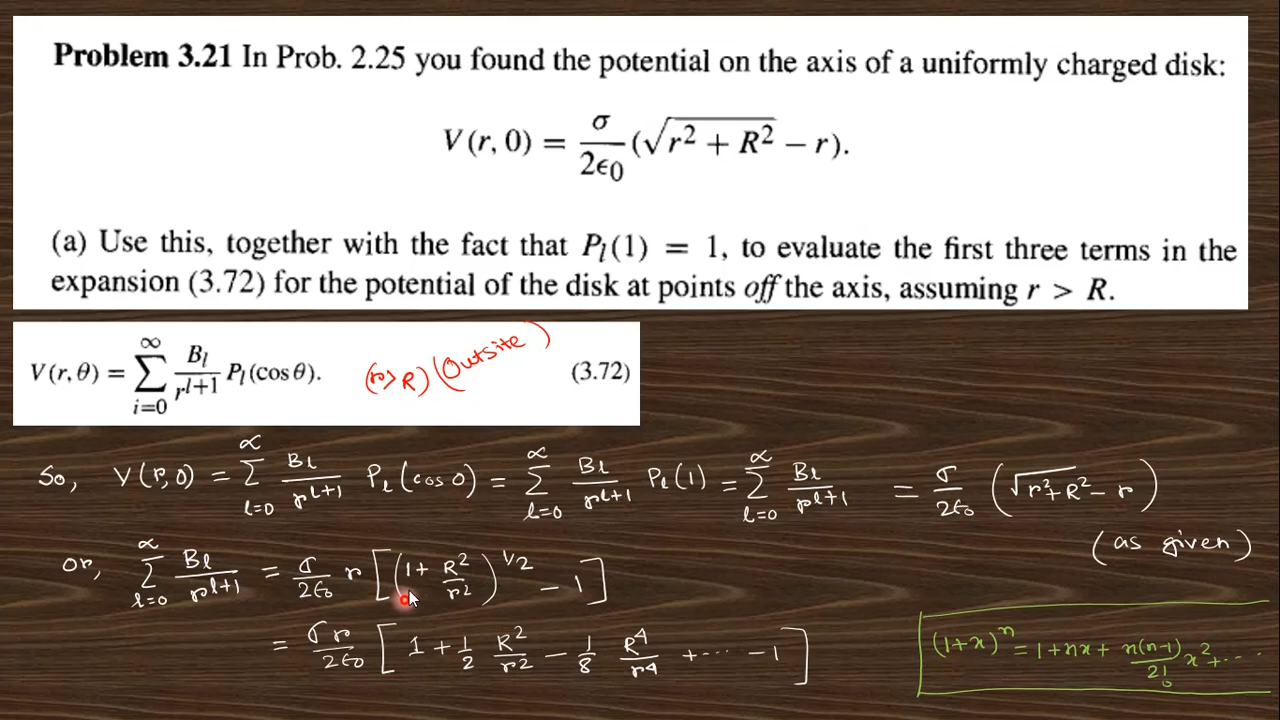 Problem 3.21 In Prob. 2.25 you found the potential on the axis of a uniformly charged disk:
V(r, 0) = σ/2ϵ₀ (√(r² + R²) − r).
(a) Use this, together with the fact that Pₗ(1) = 1, to evaluate the first three terms in the
expansion (3.72) for the potential of the disk at points off the axis, assuming r > R.
V(r, θ) = ∑_{i=0}^{∞} Bₗ/r^{l+1} Pₗ(cos θ). (r>R) (Outsite) (3.72)
So, V(r,0) = ∑_{l=0}^{∝} Bₗ/r^{l+1} Pₗ(cos 0) = ∑_{l=0}^{∝} Bₗ/r^{l+1} Pₗ(1) = ∑_{l=0}^{∝} Bₗ/r^{l+1} = σ/2ϵ₀ (√(r²+R²) − r)
(as given)
or, ∑_{l=0}^{∝} Bₗ/r^{l+1} = σ/2ϵ₀ r [(1+ R²/r²)^{1/2} − 1]
= σr/2ϵ₀ [1 + 1/2 R²/r² − 1/8 R⁴/r⁴ + ⋯ − 1]
(1+x)ⁿ = 1+nx+ n(n-1)/2! x² + ⋯